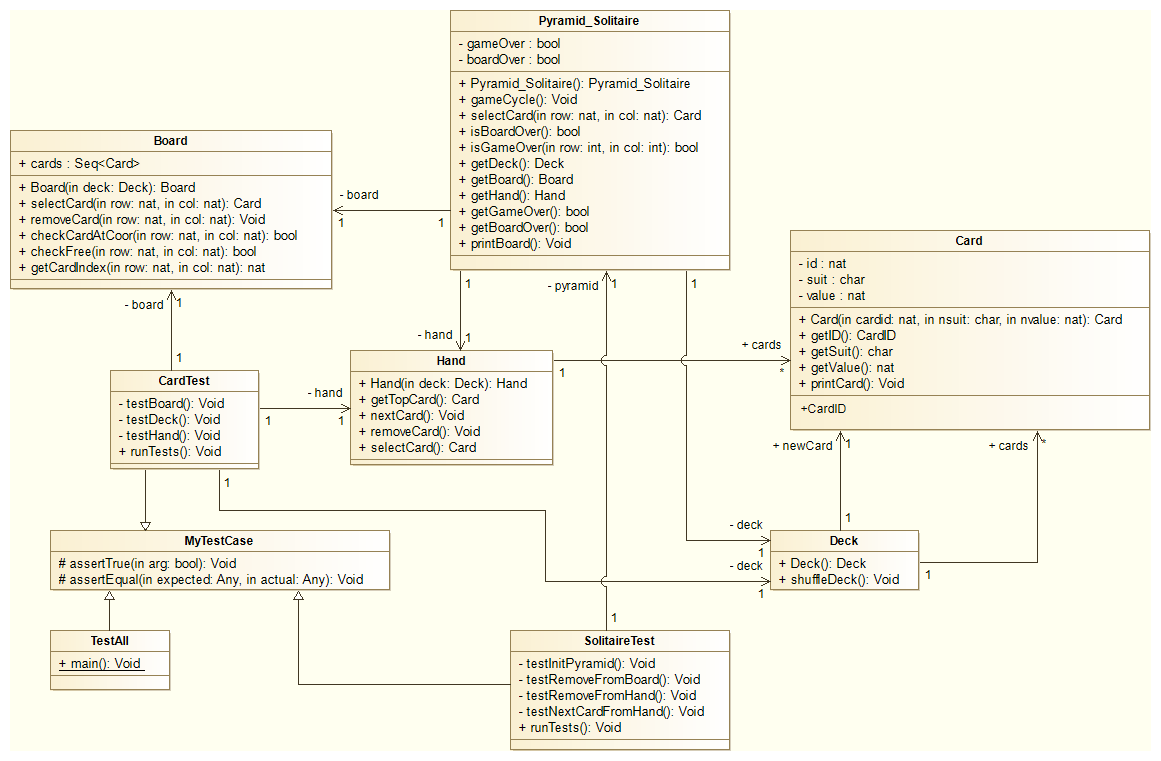 Pyramid_Solitaire
- gameOver : bool
- boardOver : bool
+ Pyramid_Solitaire(): Pyramid_Solitaire
+ gameCycle(): Void
+ selectCard(in row: nat, in col: nat): Card
+ isBoardOver(): bool
+ isGameOver(in row: int, in col: int): bool
+ getDeck(): Deck
+ getBoard(): Board
+ getHand(): Hand
+ getGameOver(): bool
+ getBoardOver(): bool
+ printBoard(): Void
Board
+ cards : Seq<Card>
+ Board(in deck: Deck): Board
+ selectCard(in row: nat, in col: nat): Card
+ removeCard(in row: nat, in col: nat): Void
+ checkCardAtCoor(in row: nat, in col: nat): bool
+ checkFree(in row: nat, in col: nat): bool
+ getCardIndex(in row: nat, in col: nat): nat
- board
1
1
Card
- id : nat
- suit : char
- value : nat
+ Card(in cardid: nat, in nsuit: char, in nvalue: nat): Card
+ getID(): CardID
+ getSuit(): char
+ getValue(): nat
+ printCard(): Void
+CardID
- board
1
1
1
- hand
1
- pyramid
1
1
+ cards
*
1
Hand
+ Hand(in deck: Deck): Hand
+ getTopCard(): Card
+ nextCard(): Void
+ removeCard(): Void
+ selectCard(): Card
CardTest
- testBoard(): Void
- testDeck(): Void
- testHand(): Void
+ runTests(): Void
- hand
1
1
1
+ newCard
1
1
+ cards
*
1
MyTestCase
# assertTrue(in arg: bool): Void
# assertEqual(in expected: Any, in actual: Any): Void
- deck
1
- deck
1
Deck
+ Deck(): Deck
+ shuffleDeck(): Void
TestAll
+ main(): Void
1
SolitaireTest
- testInitPyramid(): Void
- testRemoveFromBoard(): Void
- testRemoveFromHand(): Void
- testNextCardFromHand(): Void
+ runTests(): Void